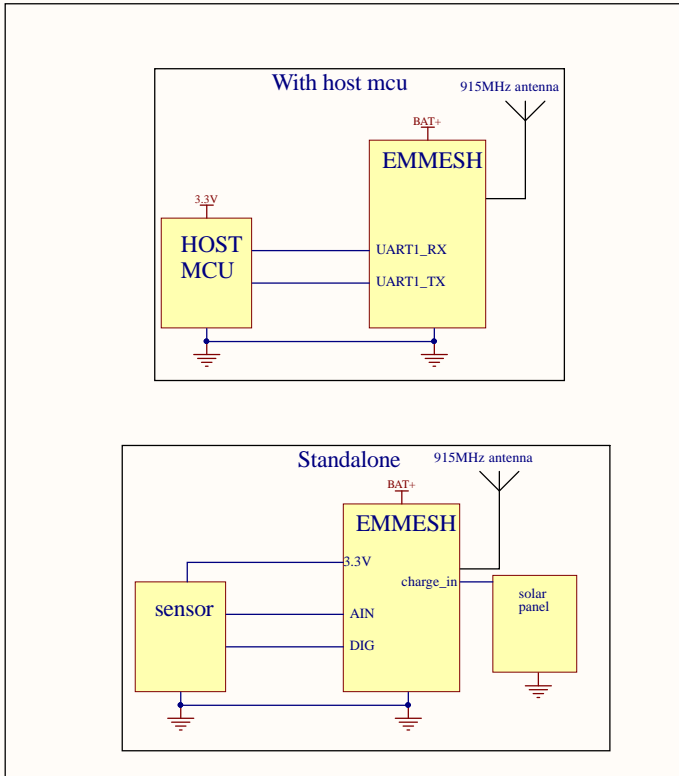 With host mcu
915MHz antenna
BAT+
EMMESH
3.3V
HOST
MCU
UART1_RX
UART1_TX
Standalone
915MHz antenna
BAT+
EMMESH
3.3V
charge_in
solar
panel
sensor
AIN
DIG